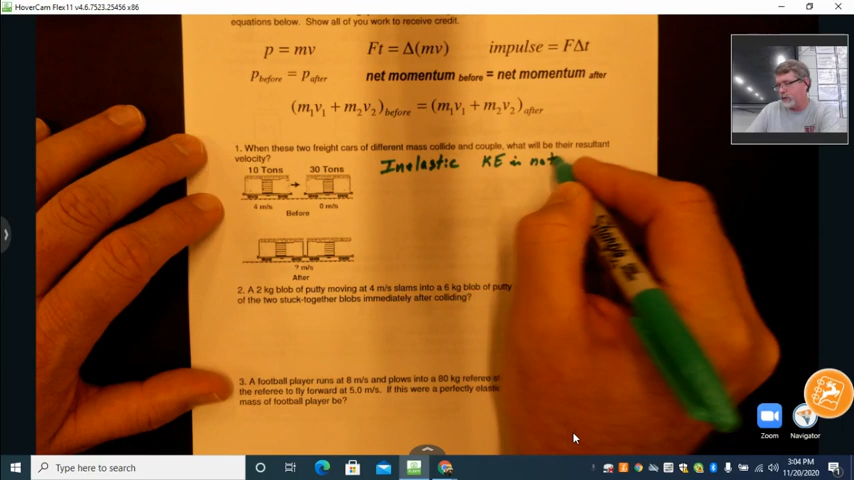 HoverCam Flex11 v4.6.7523.25456 x86
equations below. Show all of you work to receive credit.
p = mv Ft = Δ(mv) impulse = FΔt
p before = p after net momentum before = net momentum after
(m₁v₁ + m₂v₂) before = (m₁v₁ + m₂v₂) after
1. When these two freight cars of different mass collide and couple, what will be their resultant
velocity?
Inelastic KE is not
10 Tons 30 Tons
4 m/s 0 m/s
Before
? m/s
After
2. A 2 kg blob of putty moving at 4 m/s slams into a 6 kg blob of putty
of the two stuck-together blobs immediately after colliding?
3. A football player runs at 8 m/s and plows into a 80 kg referee
the referee to fly forward at 5.0 m/s. If this were a perfectly elastic
mass of football player be?
Sharpie
Zoom Navigator
Type here to search
3:04 PM
11/20/2020